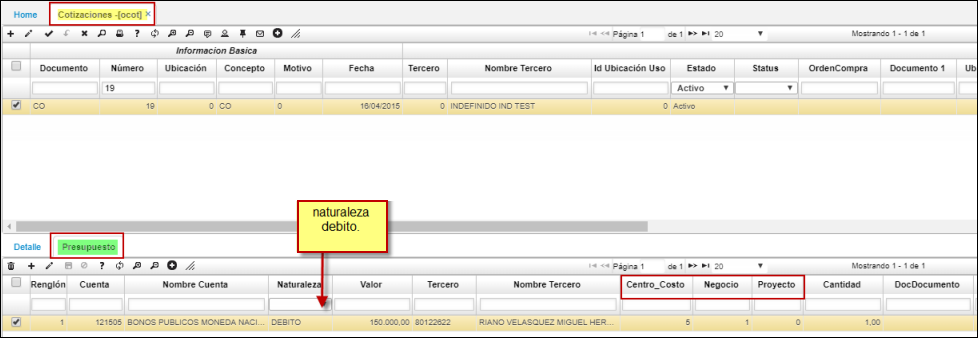 Home Cotizaciones -[ocot] ×
Página 1 de 1 20 Mostrando 1 - 1 de 1
Informacion Basica
Documento Número Ubicación Concepto Motivo Fecha Tercero Nombre Tercero Id Ubicación Uso Estado Status OrdenCompra Documento 1 Ub
19 Activo
CO 19 0 CO 0 16/04/2015 0 INDEFINIDO IND TEST 0 Activo
naturaleza
debito.
Detalle Presupuesto
Página 1 de 1 20 Mostrando 1 - 1 de 1
Renglón Cuenta Nombre Cuenta Naturaleza Valor Tercero Nombre Tercero Centro_Costo Negocio Proyecto Cantidad DocDocumento
1 121505 BONOS PUBLICOS MONEDA NACI... DEBITO 150.000,00 80122622 RIANO VELASQUEZ MIGUEL HER... 5 1 0 1,00